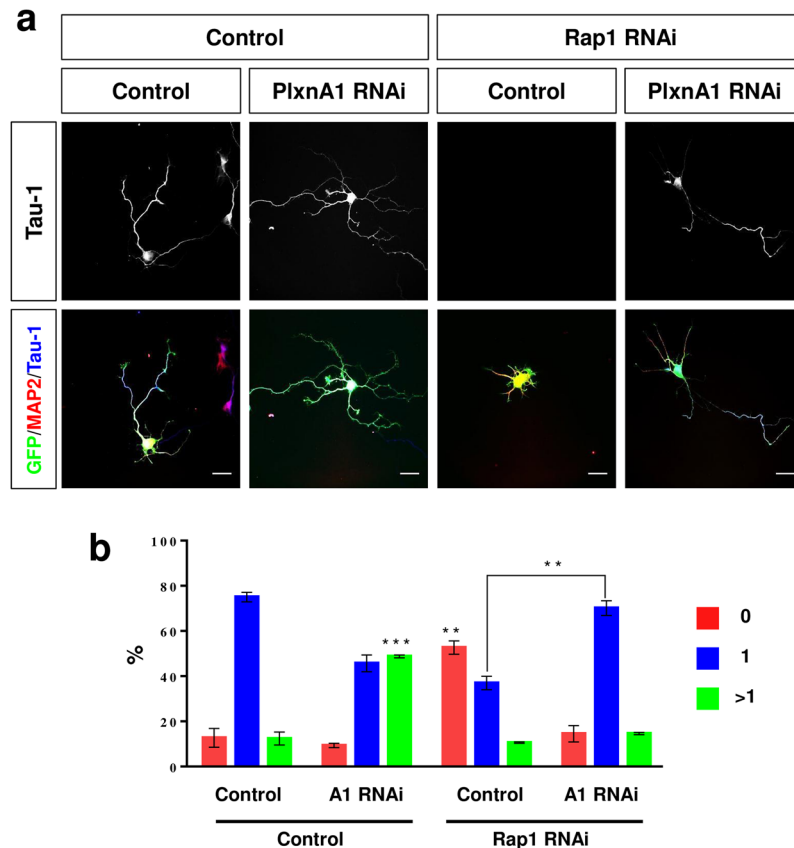 a
Control Rap1 RNAi
Control PlxnA1 RNAi Control PlxnA1 RNAi
Tau-1
GFP/MAP2/Tau-1
b
100
80
60
40
20
0
%
***
**
**
0
1
>1
Control A1 RNAi Control A1 RNAi
Control Rap1 RNAi